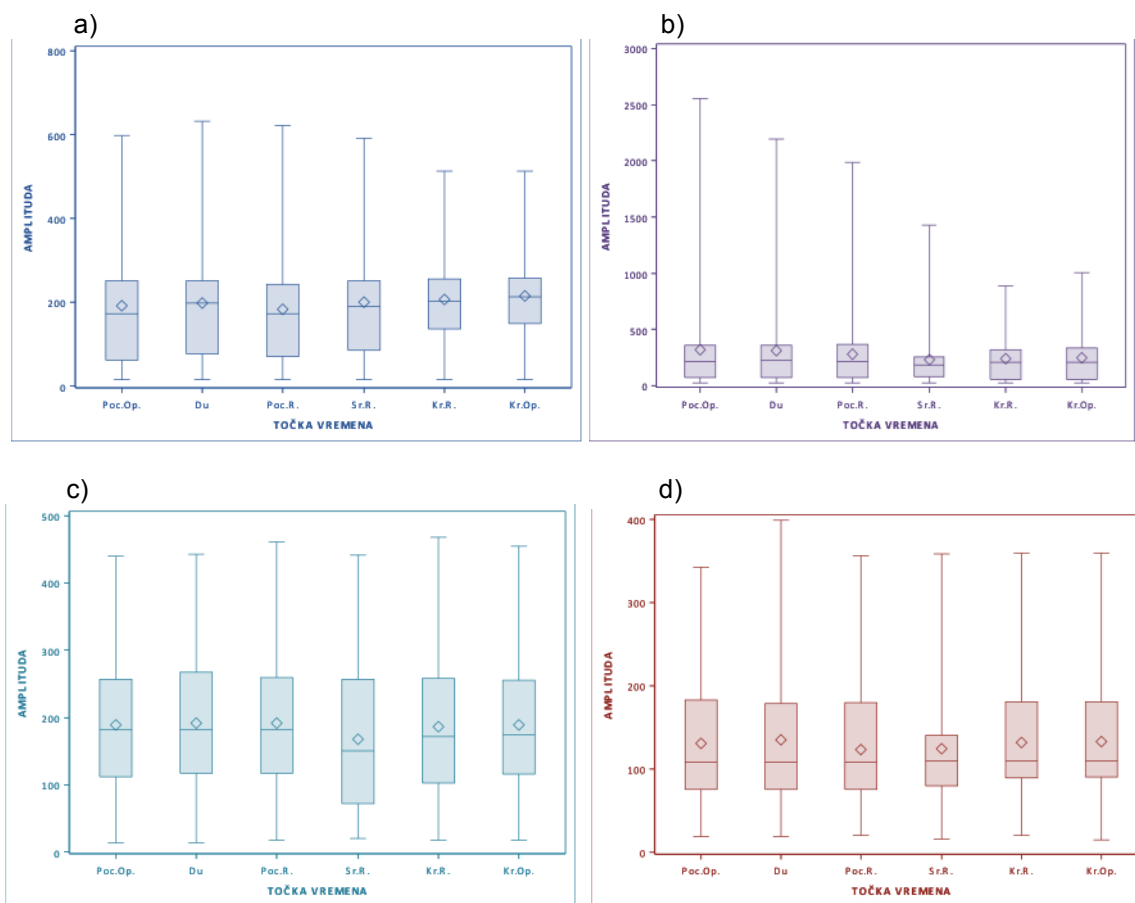 a)
800
600
400
200
0
AMPLITUDA
Poc.Op. Du Poc.R. Sr.R. Kr.R. Kr.Op.
TOČKA VREMENA
b)
3000
2500
2000
1500
1000
500
0
AMPLITUDA
Poc.Op. Du Poc.R. Sr.R. Kr.R. Kr.Op.
TOČKA VREMENA
c)
500
400
300
200
100
0
AMPLITUDA
Poc.Op. Du Poc.R. Sr.R. Kr.R. Kr.Op.
TOČKA VREMENA
d)
400
300
200
100
0
AMPLITUDA
Poc.Op. Du Poc.R. Sr.R. Kr.R. Kr.Op.
TOČKA VREMENA